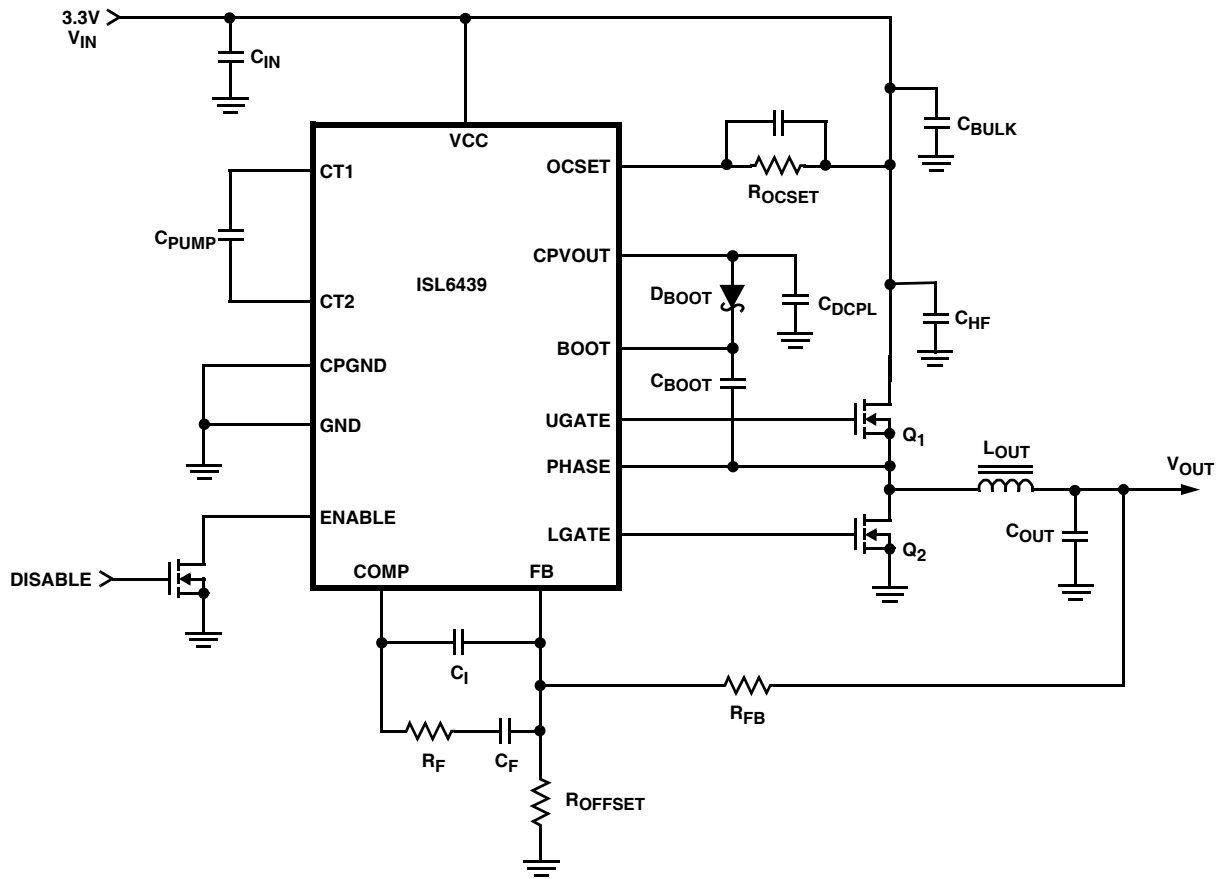 3.3V
VIN
CIN
VCC
CBULK
CT1
OCSET
ROCSET
CPUMP
CPVOUT
ISL6439
DBOOT
CDCPL
CT2
CHF
BOOT
CPGND
CBOOT
UGATE
GND
Q1
LOUT
PHASE
VOUT
ENABLE
LGATE
COUT
Q2
DISABLE
COMP
FB
CI
RFB
RF
CF
ROFFSET